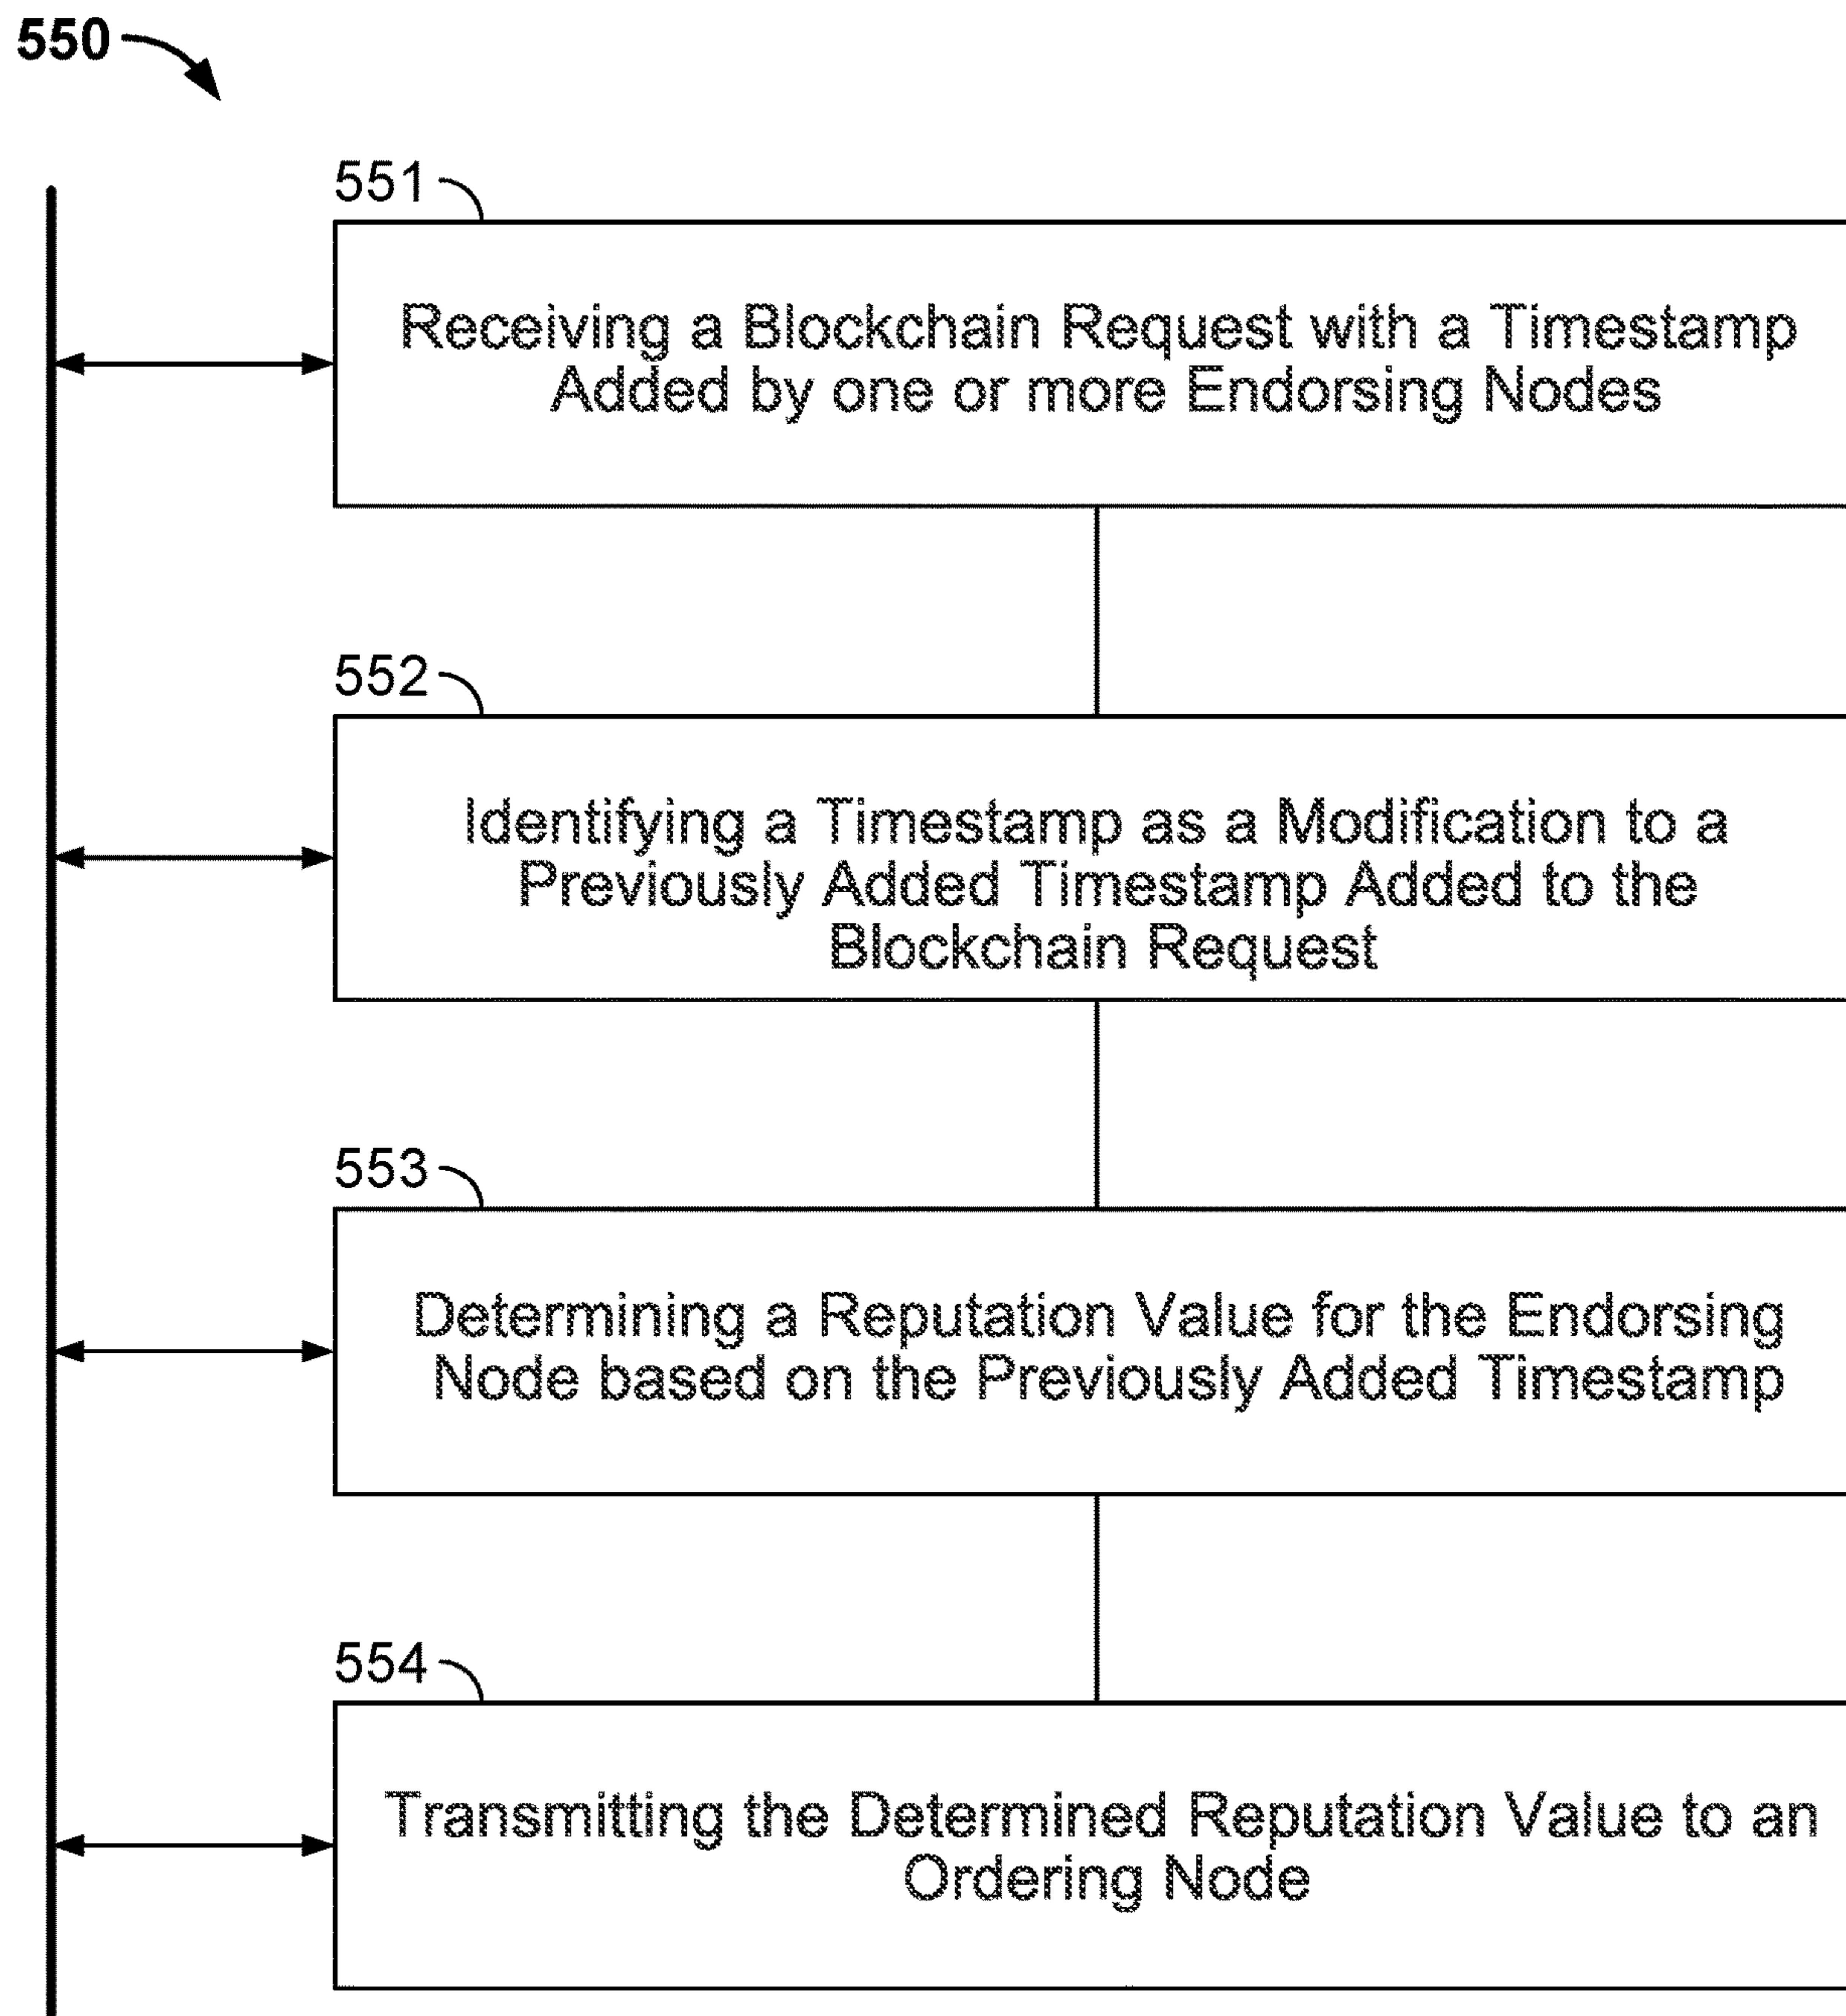 550
551
Receiving a Blockchain Request with a Timestamp
Added by one or more Endorsing Nodes
552
Identifying a Timestamp as a Modification to a
Previously Added Timestamp Added to the
Blockchain Request
553
Determining a Reputation Value for the Endorsing
Node based on the Previously Added Timestamp
554
Transmitting the Determined Reputation Value to an
Ordering Node